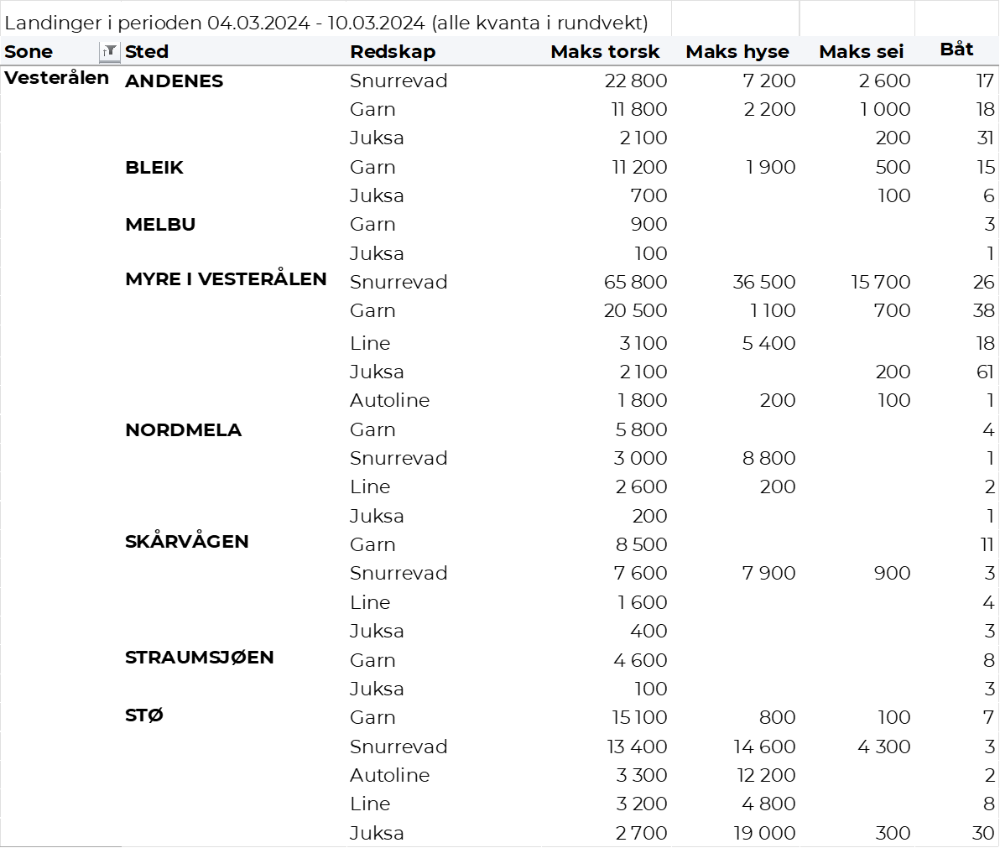 Landinger i perioden 04.03.2024 - 10.03.2024 (alle kvanta i rundvekt)
Sone Sted Redskap Maks torsk Maks hyse Maks sei Båt
Vesterålen ANDENES Snurrevad 22 800 7 200 2 600 17
Garn 11 800 2 200 1 000 18
Juksa 2 100 200 31
BLEIK Garn 11 200 1 900 500 15
Juksa 700 100 6
MELBU Garn 900 3
Juksa 100 1
MYRE I VESTERÅLEN Snurrevad 65 800 36 500 15 700 26
Garn 20 500 1 100 700 38
Line 3 100 5 400 18
Juksa 2 100 200 61
Autoline 1 800 200 100 1
NORDMELA Garn 5 800 4
Snurrevad 3 000 8 800 1
Line 2 600 200 2
Juksa 200 1
SKÅRVÅGEN Garn 8 500 11
Snurrevad 7 600 7 900 900 3
Line 1 600 4
Juksa 400 3
STRAUMSJØEN Garn 4 600 8
Juksa 100 3
STØ Garn 15 100 800 100 7
Snurrevad 13 400 14 600 4 300 3
Autoline 3 300 12 200 2
Line 3 200 4 800 8
Juksa 2 700 19 000 300 30